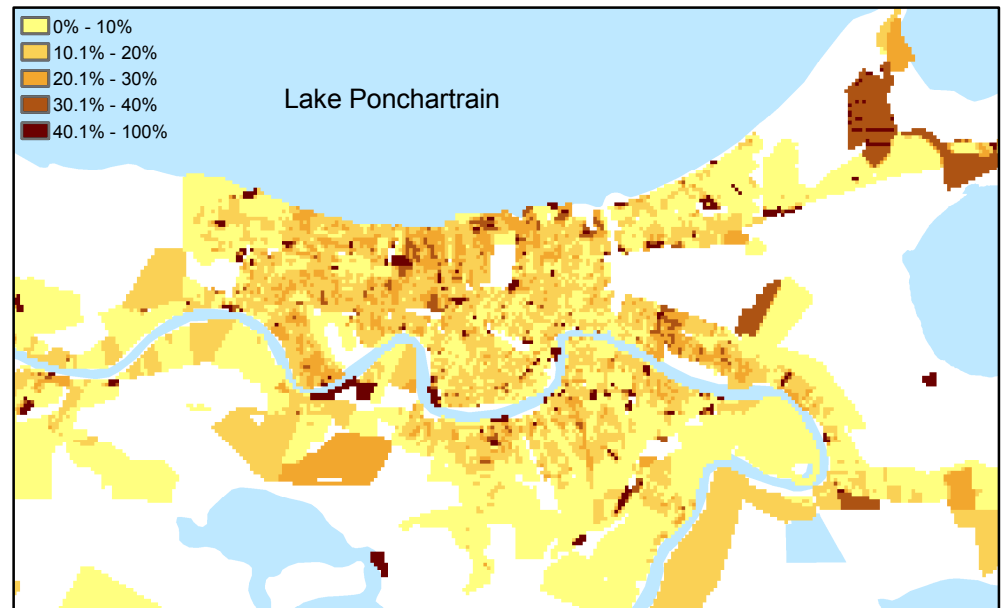 0% - 10%
10.1% - 20%
20.1% - 30%
30.1% - 40%
40.1% - 100%
Lake Ponchartrain